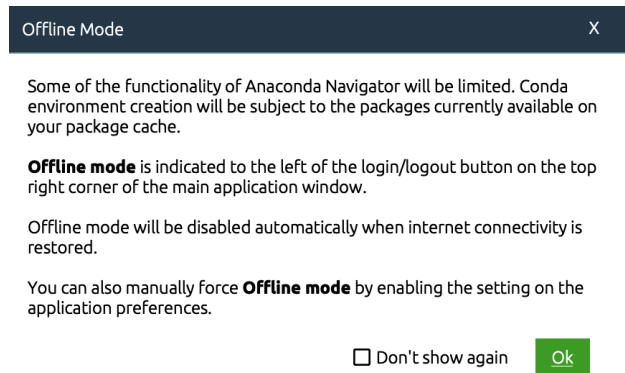 Offline Mode X
Some of the functionality of Anaconda Navigator will be limited. Conda
environment creation will be subject to the packages currently available on
your package cache.
Offline mode is indicated to the left of the login/logout button on the top
right corner of the main application window.
Offline mode will be disabled automatically when internet connectivity is
restored.
You can also manually force Offline mode by enabling the setting on the
application preferences.
Don't show again Ok